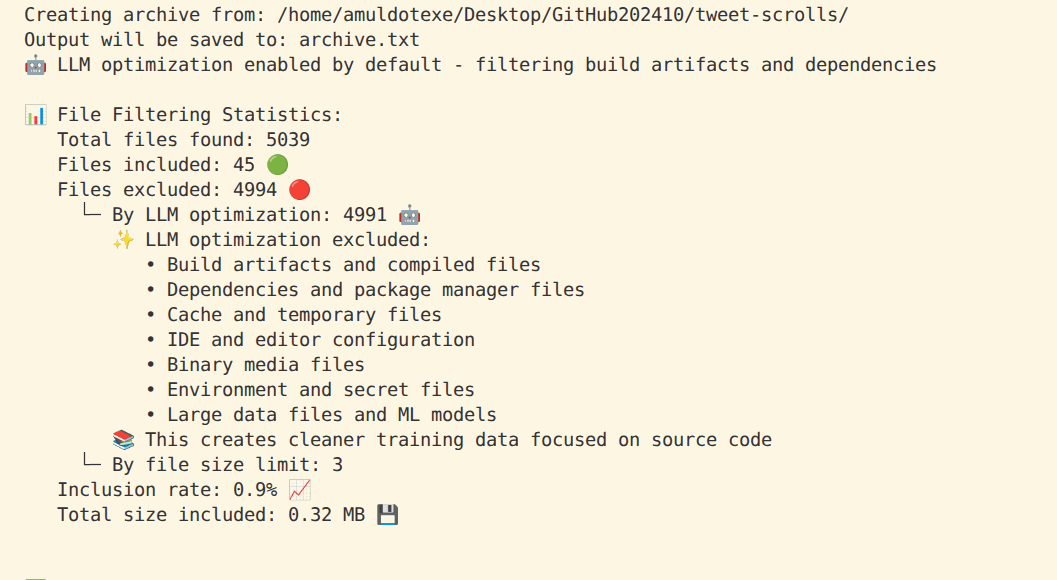 Creating archive from: /home/amuldotexe/Desktop/GitHub202410/tweet-scrolls/
Output will be saved to: archive.txt
🤖 LLM optimization enabled by default - filtering build artifacts and dependencies
📊 File Filtering Statistics:
Total files found: 5039
Files included: 45 🟢
Files excluded: 4994 🔴
└─ By LLM optimization: 4991 🤖
✨ LLM optimization excluded:
• Build artifacts and compiled files
• Dependencies and package manager files
• Cache and temporary files
• IDE and editor configuration
• Binary media files
• Environment and secret files
• Large data files and ML models
📚 This creates cleaner training data focused on source code
└─ By file size limit: 3
Inclusion rate: 0.9% 📈
Total size included: 0.32 MB 💾